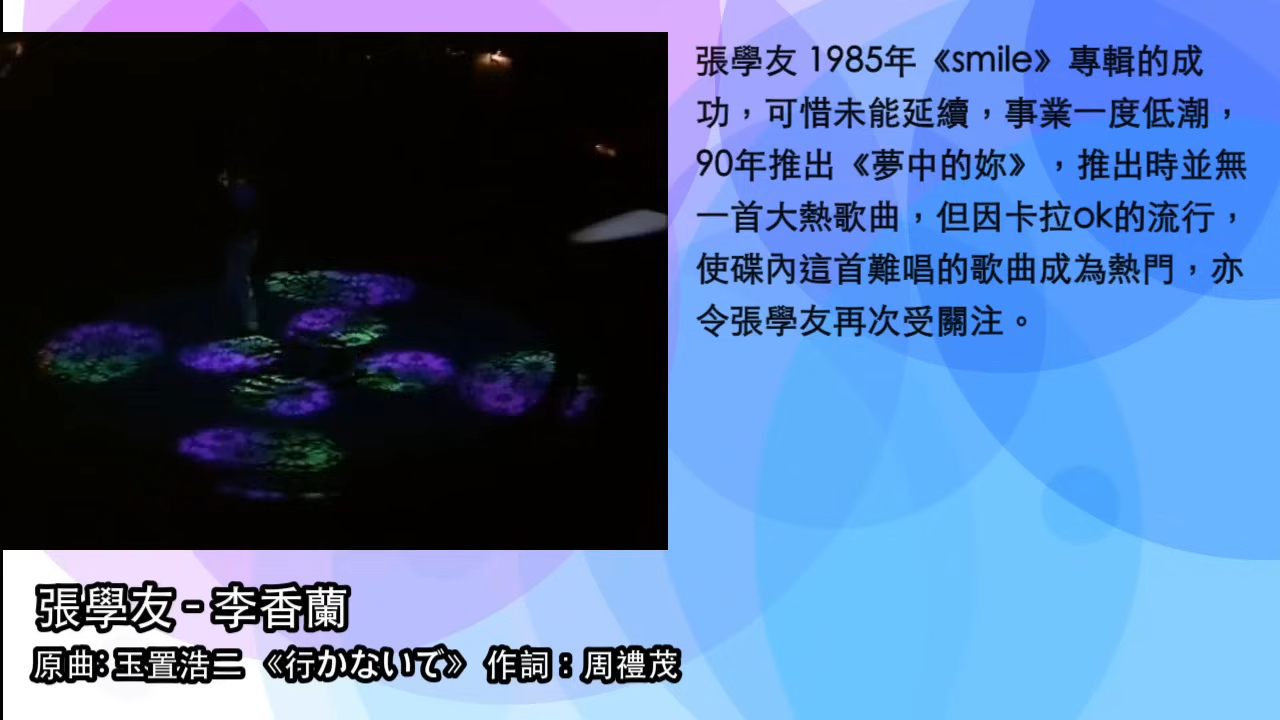 張學友 1985年《smile》專輯的成
功，可惜未能延續，事業一度低潮，
90年推出《夢中的妳》，推出時並無
一首大熱歌曲，但因卡拉ok的流行，
使碟內這首難唱的歌曲成為熱門，亦
令張學友再次受關注。
張學友-李香蘭
原曲:玉置浩二《行かないで》 作詞：周禮茂